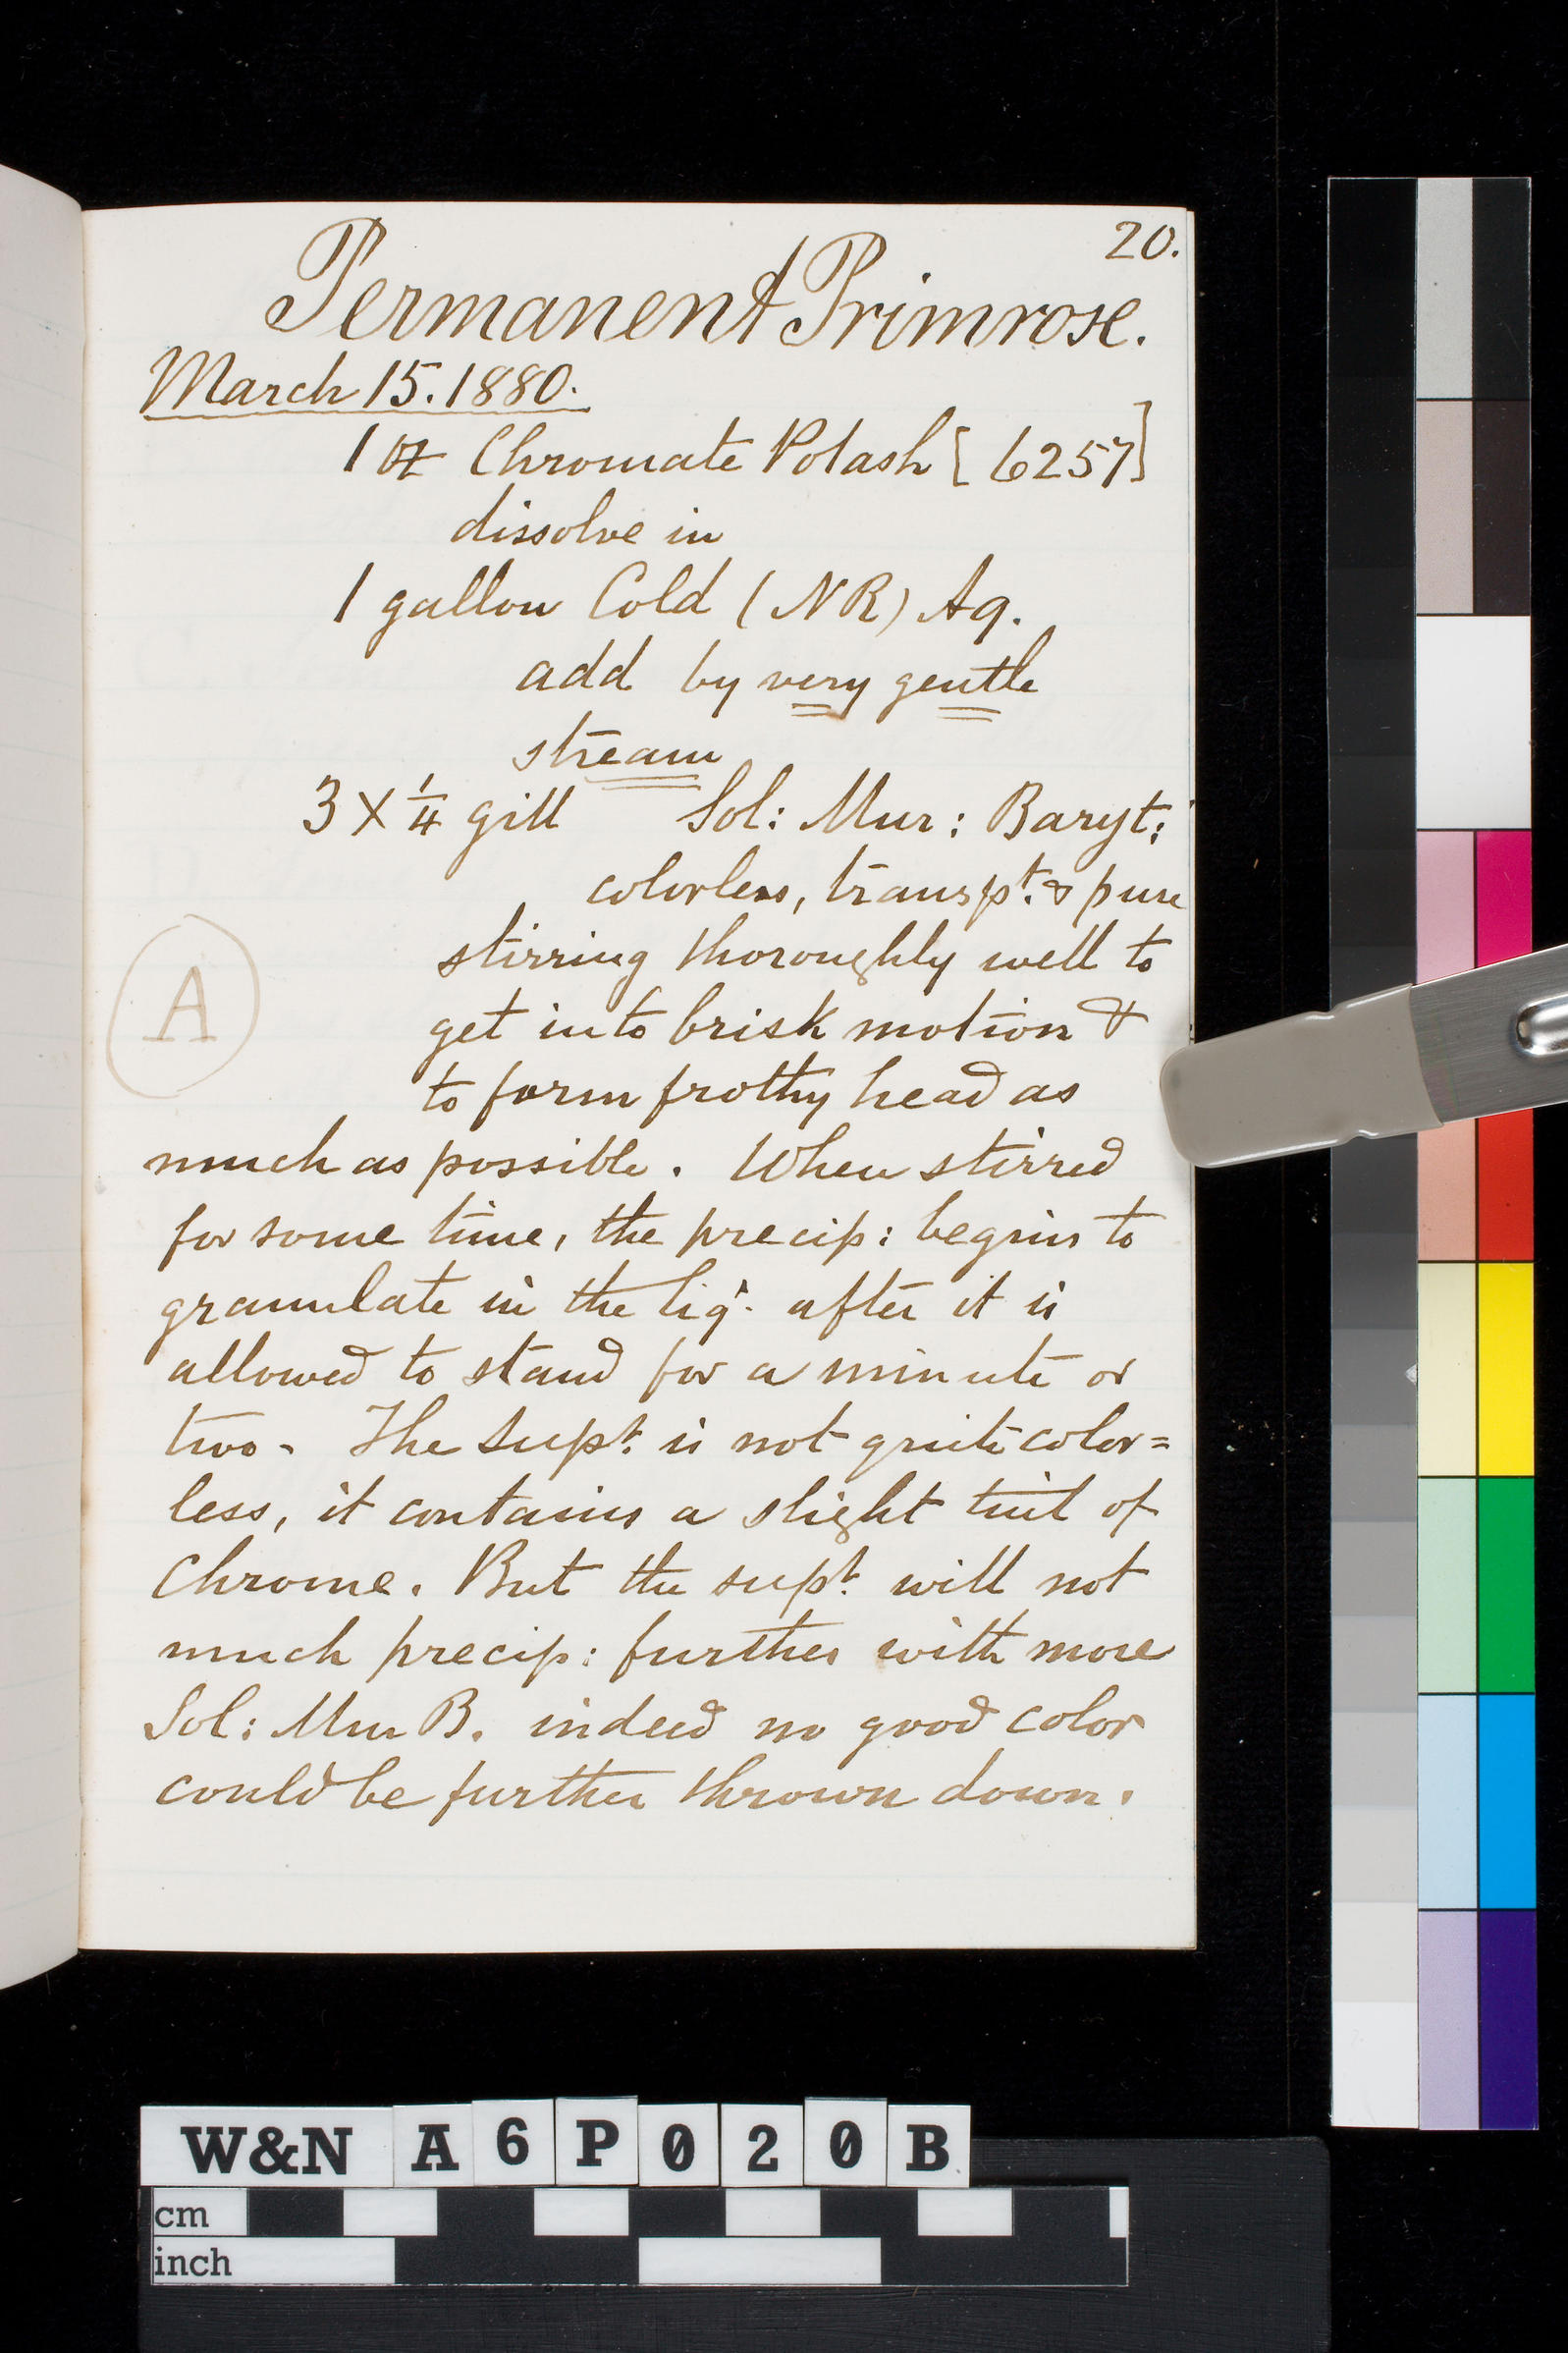 20.
Permanent Primrose.
March 15. 1880.
1 oz Chromate Potash [6257]
dissolve in
1 gallon Cold (NR) Aq.
add by very gentle
stream
3 X 1/4 gill Sol: Mur: Baryt:
colorless, transpt. & pure
stirring thoroughly well to
get into brisk motion &
to form frothy head as
A
much as possible. When stirred
for some time, the precip: begins to
granulate in the liq. after it is
allowed to stand for a minute or
two. The supt. is not quite color=
less, it contains a slight tint of
Chrome. But the supt. will not
much precip: further with more
Sol: Mur B. indeed no good color
could be further thrown down.
W&N A6P020B
cm
inch